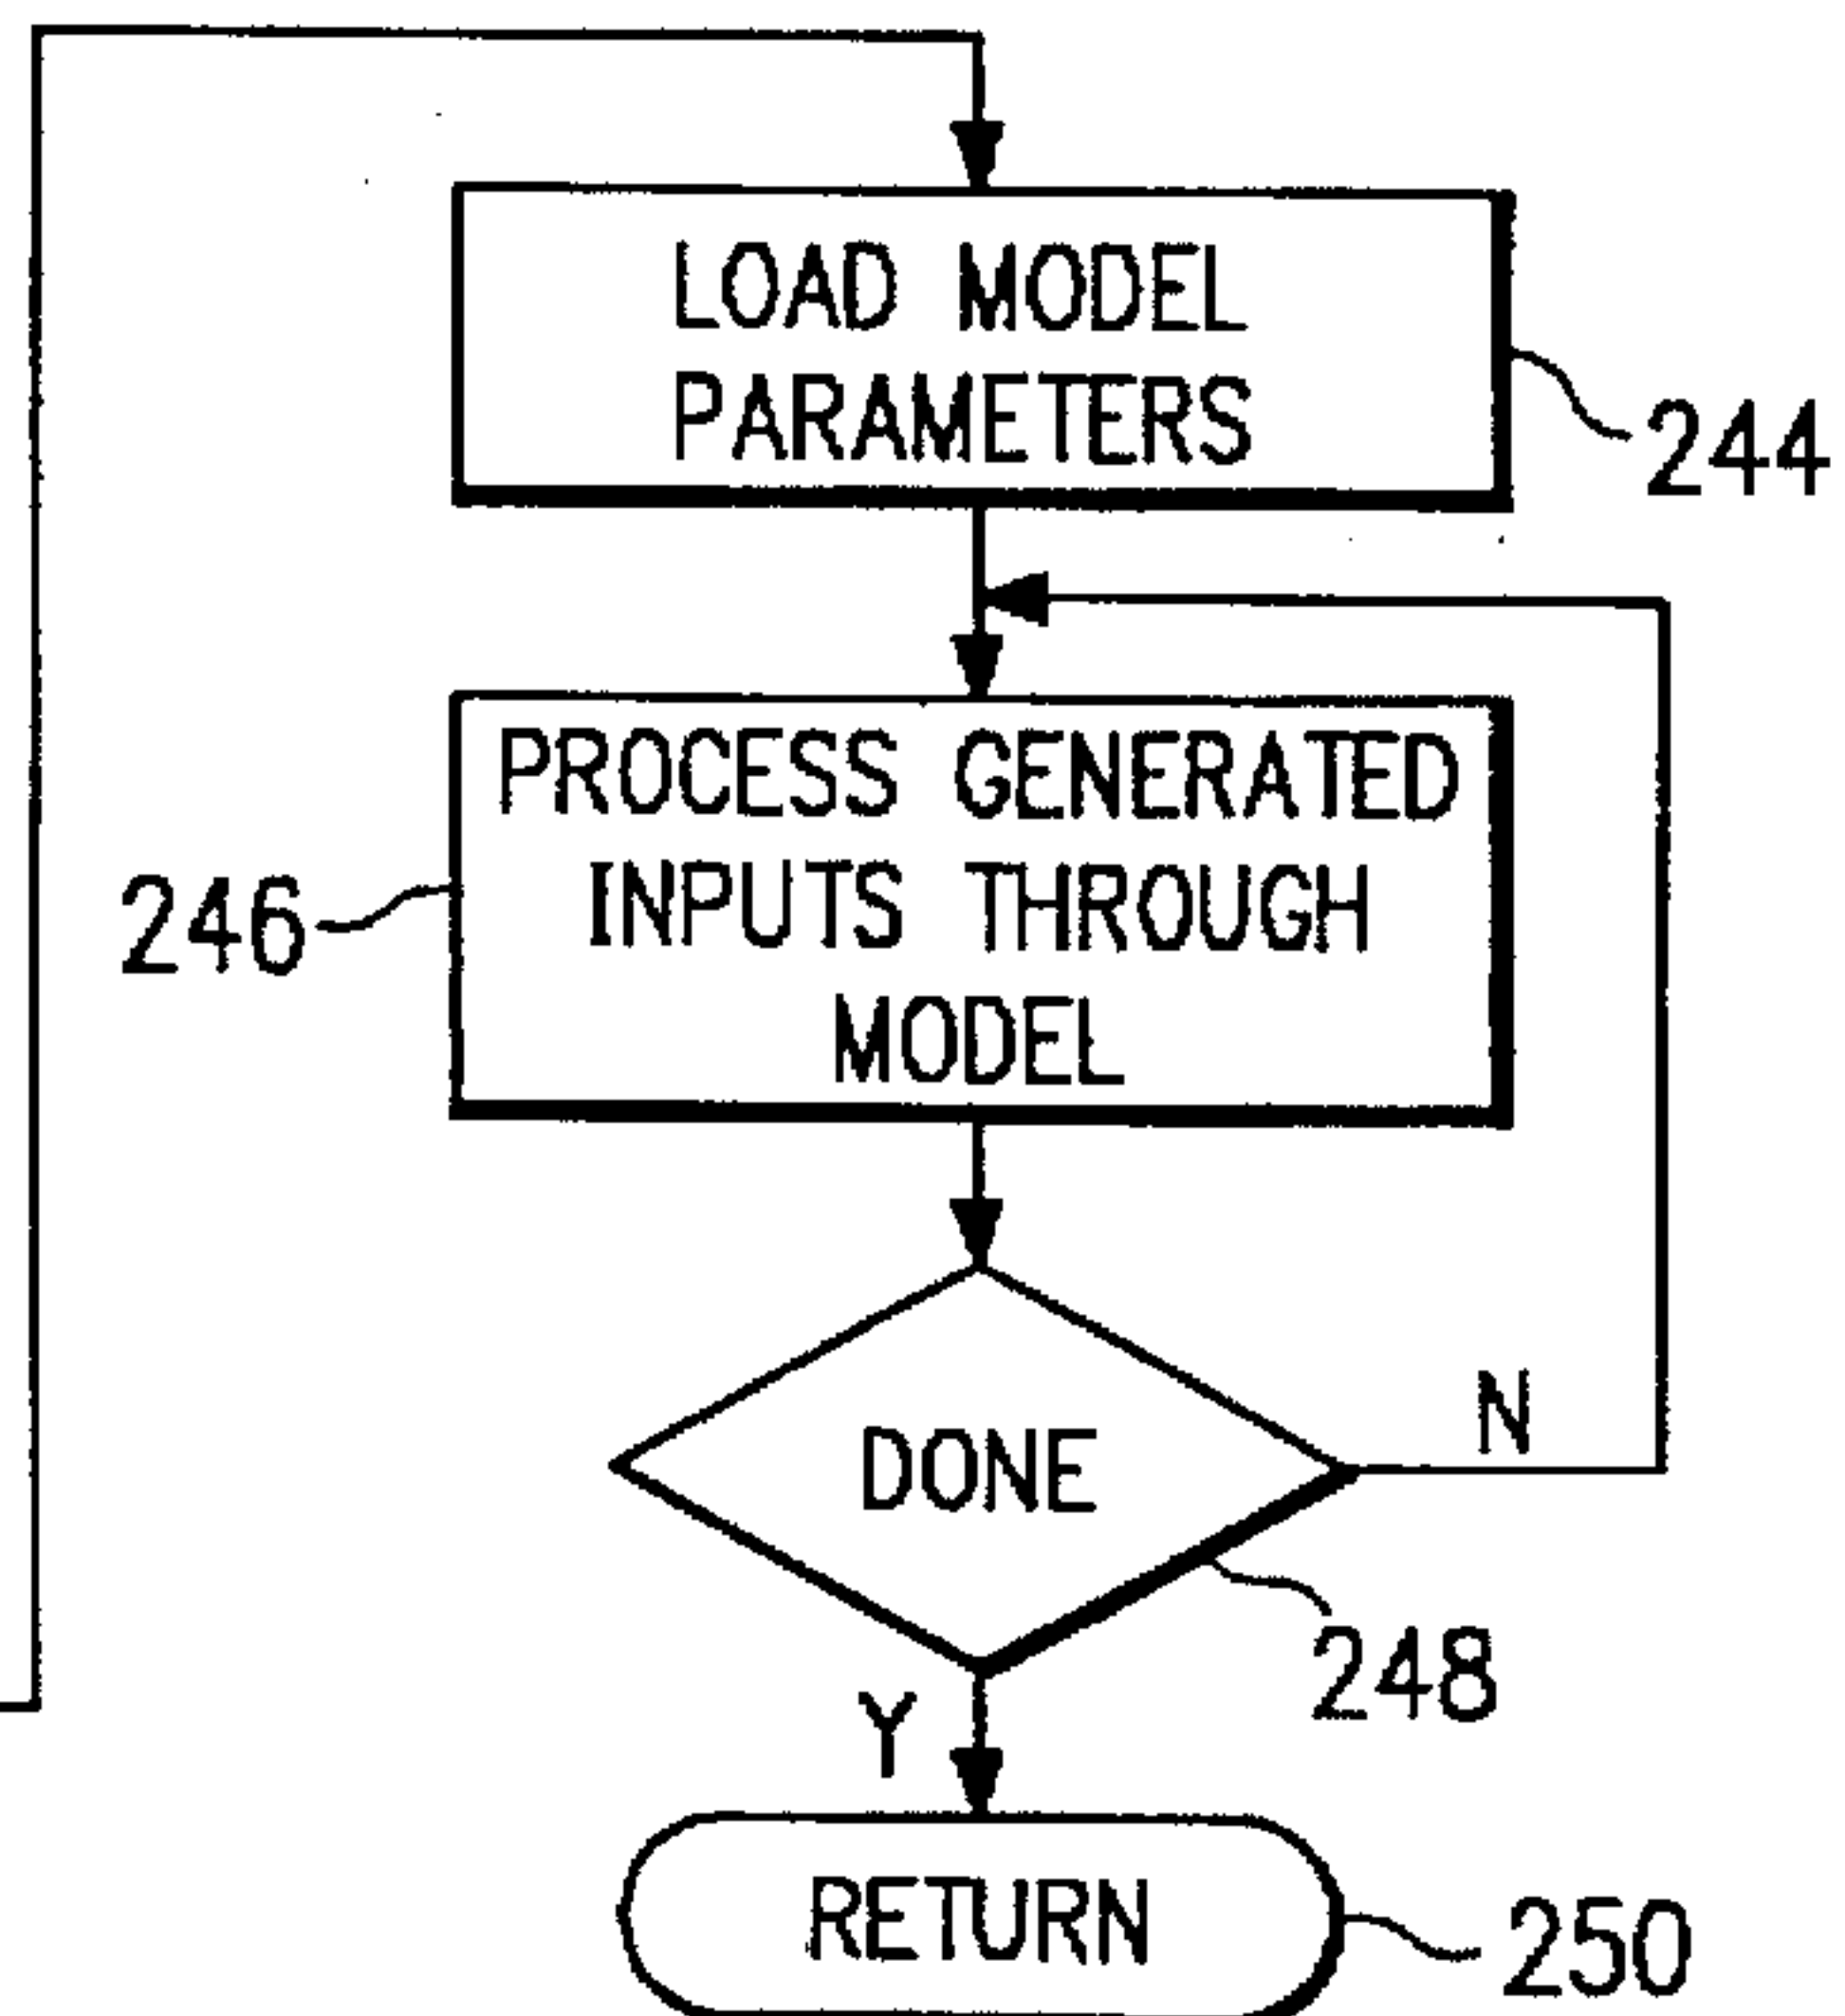 LOAD MODEL
PARAMETERS
244
PROCESS GENERATED
INPUTS THROUGH
MODEL
246
DONE
N
248
Y
RETURN
250